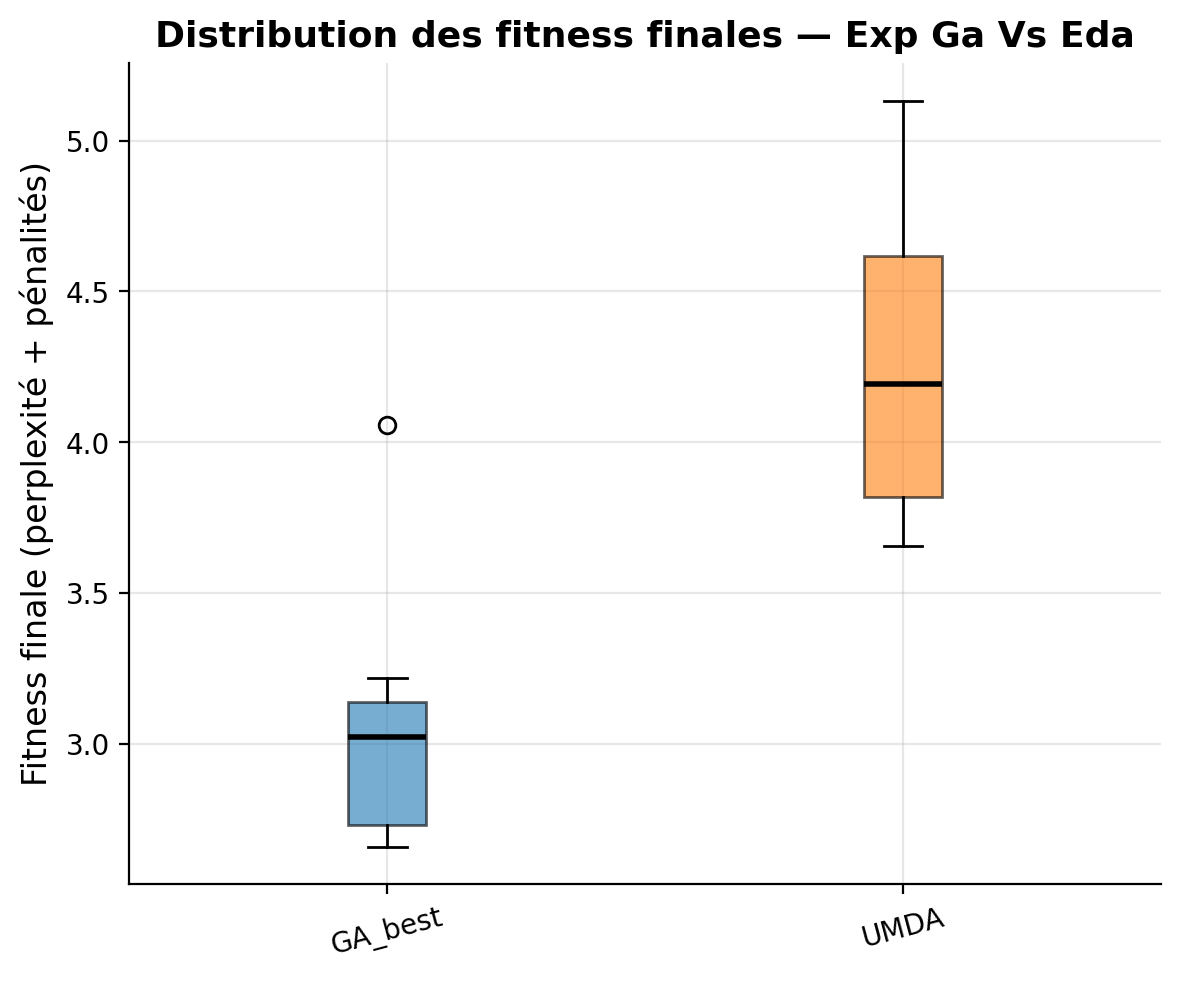 Distribution des fitness finales — Exp Ga Vs Eda
Fitness finale (perplexité + pénalités)
5.0
4.5
4.0
3.5
3.0
GA_best
UMDA